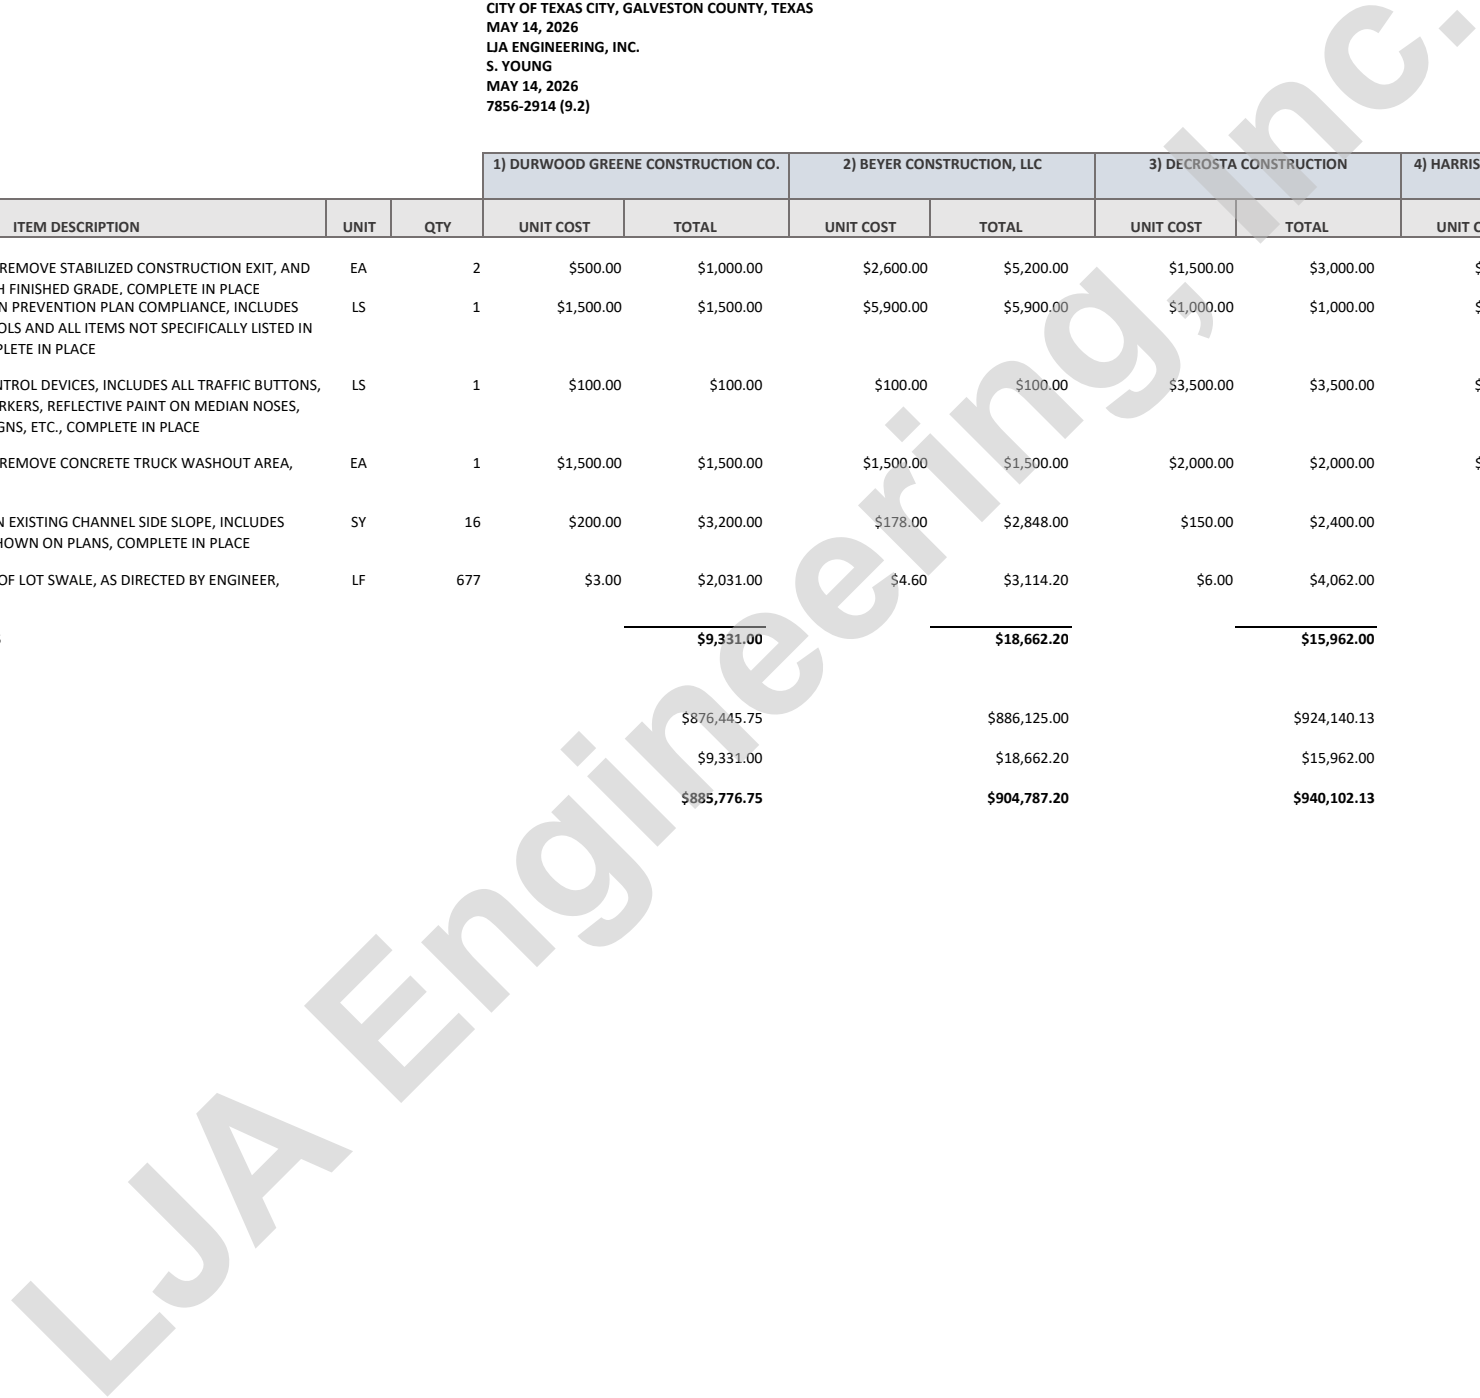 CITY OF TEXAS CITY, GALVESTON COUNTY, TEXAS
MAY 14, 2026
LJA ENGINEERING, INC.
S. YOUNG
MAY 14, 2026
7856-2914 (9.2)
1) DURWOOD GREENE CONSTRUCTION CO. 2) BEYER CONSTRUCTION, LLC 3) DECROSTA CONSTRUCTION 4) HARRIS
ITEM DESCRIPTION UNIT QTY UNIT COST TOTAL UNIT COST TOTAL UNIT COST TOTAL UNIT C
REMOVE STABILIZED CONSTRUCTION EXIT, AND EA 2 $500.00 $1,000.00 $2,600.00 $5,200.00 $1,500.00 $3,000.00 $
H FINISHED GRADE, COMPLETE IN PLACE
N PREVENTION PLAN COMPLIANCE, INCLUDES LS 1 $1,500.00 $1,500.00 $5,900.00 $5,900.00 $1,000.00 $1,000.00 $
OLS AND ALL ITEMS NOT SPECIFICALLY LISTED IN
PLETE IN PLACE
NTROL DEVICES, INCLUDES ALL TRAFFIC BUTTONS, LS 1 $100.00 $100.00 $100.00 $100.00 $3,500.00 $3,500.00 $
RKERS, REFLECTIVE PAINT ON MEDIAN NOSES,
GNS, ETC., COMPLETE IN PLACE
REMOVE CONCRETE TRUCK WASHOUT AREA, EA 1 $1,500.00 $1,500.00 $1,500.00 $1,500.00 $2,000.00 $2,000.00 $
N EXISTING CHANNEL SIDE SLOPE, INCLUDES SY 16 $200.00 $3,200.00 $178.00 $2,848.00 $150.00 $2,400.00
HOWN ON PLANS, COMPLETE IN PLACE
OF LOT SWALE, AS DIRECTED BY ENGINEER, LF 677 $3.00 $2,031.00 $4.60 $3,114.20 $6.00 $4,062.00
$9,331.00 $18,662.20 $15,962.00
$876,445.75 $886,125.00 $924,140.13
$9,331.00 $18,662.20 $15,962.00
$885,776.75 $904,787.20 $940,102.13
LJA Engineering, Inc.